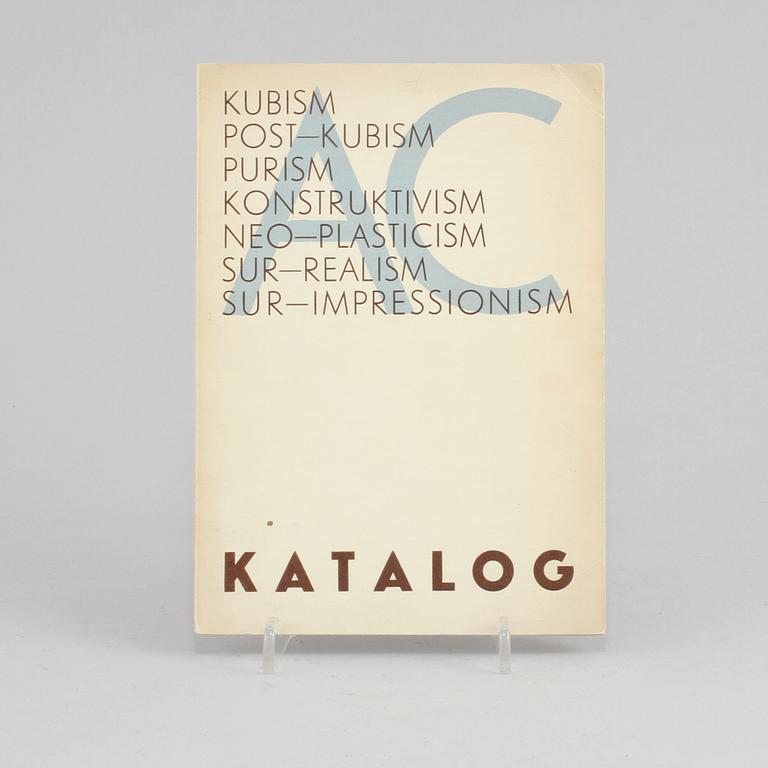 AC
KUBISM
POST—KUBISM
PURISM
KONSTRUKTIVISM
NEO—PLASTICISM
SUR—REALISM
SUR—IMPRESSIONISM
KATALOG